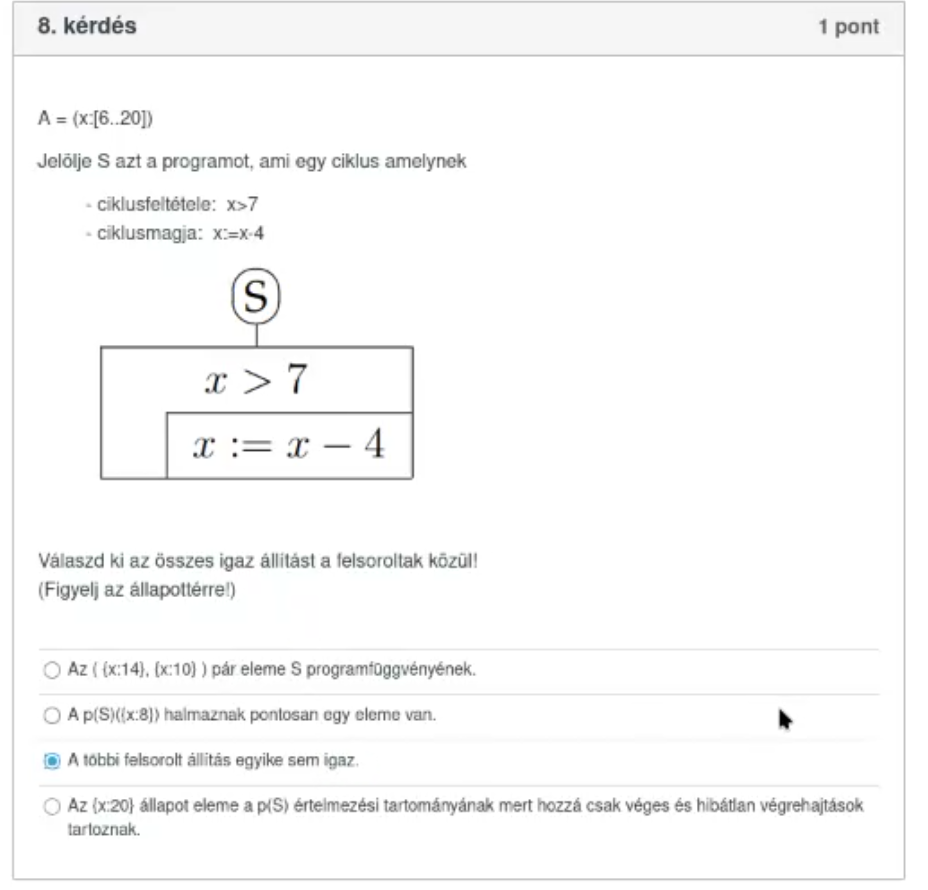 8. kérdés
1 pont
A = (x:[6..20])
Jelölje S azt a programot, ami egy ciklus amelynek
- ciklusfeltétele: x>7
- ciklusmagja: x:=x-4
S
x > 7
x := x − 4
Válaszd ki az összes igaz állítást a felsoroltak közül!
(Figyelj az állapottérre!)
Az ( {x:14}, {x:10} ) pár eleme S programfüggvényének.
A p(S)({x:8}) halmaznak pontosan egy eleme van.
A többi felsorolt állítás egyike sem igaz.
Az {x:20} állapot eleme a p(S) értelmezési tartományának mert hozzá csak véges és hibátlan végrehajtások
tartoznak.